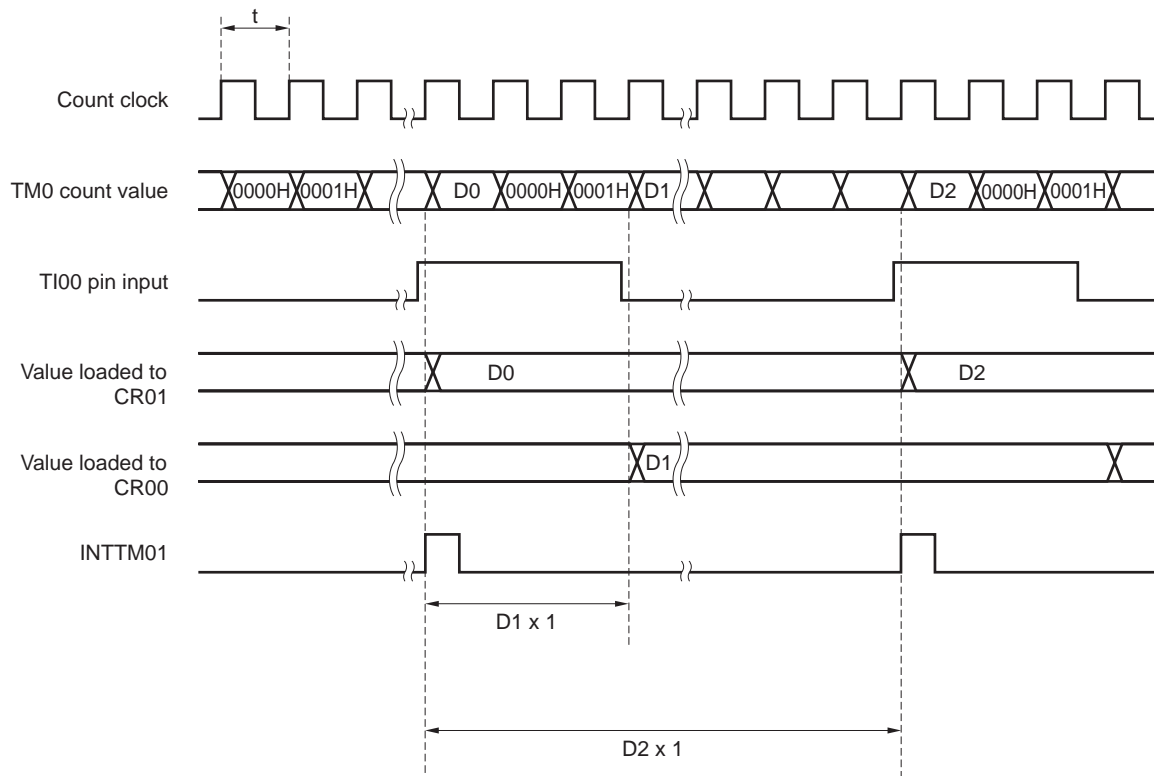 t
Count clock
TM0 count value
0000H 0001H D0 0000H 0001H D1 D2 0000H 0001H
TI00 pin input
Value loaded to
CR01
D0 D2
Value loaded to
CR00
D1
INTTM01
D1 x 1
D2 x 1